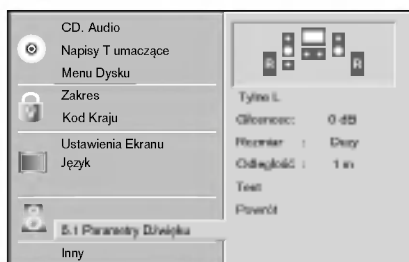 CD. Audio
Napisy T umaczące
Menu Dysku
Zakres
Kod Kraju
Ustawienia Ekranu
Język
5.1 Parametry Dźwięku
Inny
R
R
Tylne L
Głośność: 0 dB
Rozmiar : Duży
Odległość : 1 m
Test
Powrót